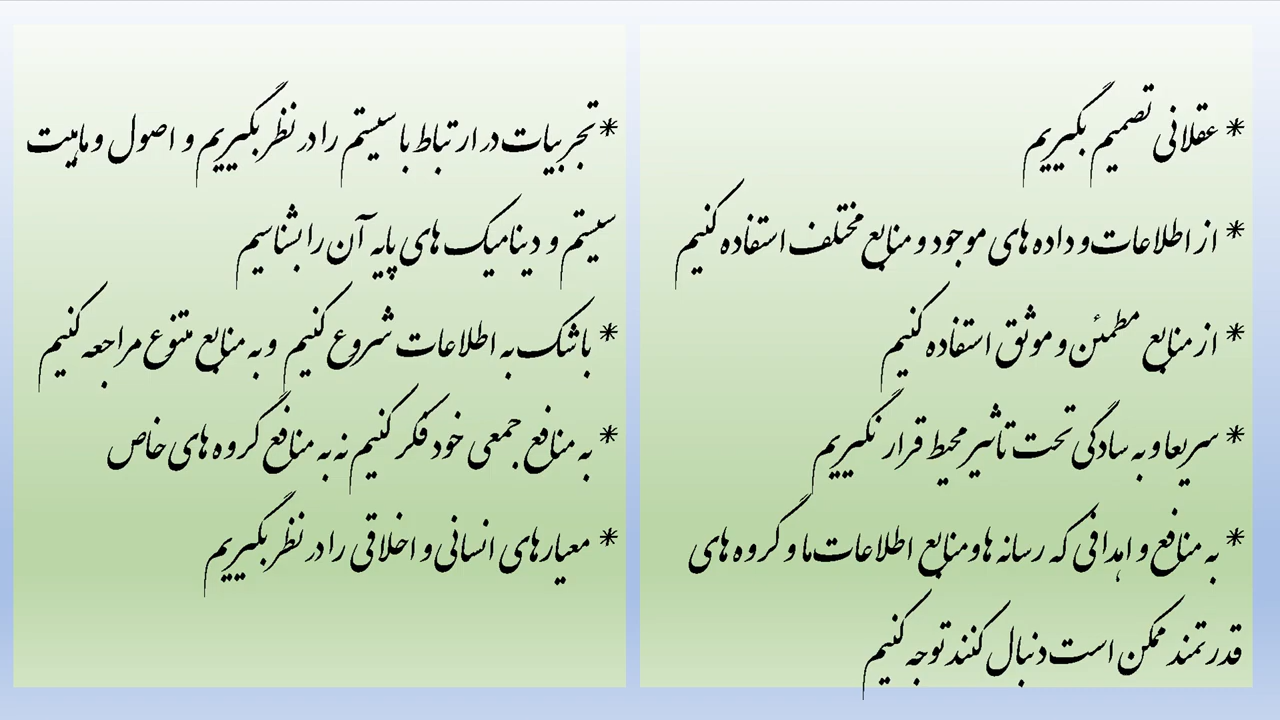 * عقلانی تصمیم بگیریم
* از اطلاعات و داده های موجود و منابع مختلف استفاده کنیم
* از منابع مطمئن و موثق استفاده کنیم
* سریعا و به سادگی تحت تاثیر محیط قرار نگیریم
* به منافع و اهدافی که رسانه ها و منابع اطلاعات ما و گروه های
قدرتمند ممکن است دنبال کنند توجه کنیم
* تجربیات در ارتباط با سیستم را در نظر بگیریم و اصول و ماهیت
سیستم و دینامیک های پایه آن را بشناسیم
* با شک به اطلاعات شروع کنیم و به منابع متنوع مراجعه کنیم
* به منافع جمعی خود فکر کنیم نه به منافع گروه های خاص
* معیارهای انسانی و اخلاقی را در نظر بگیریم